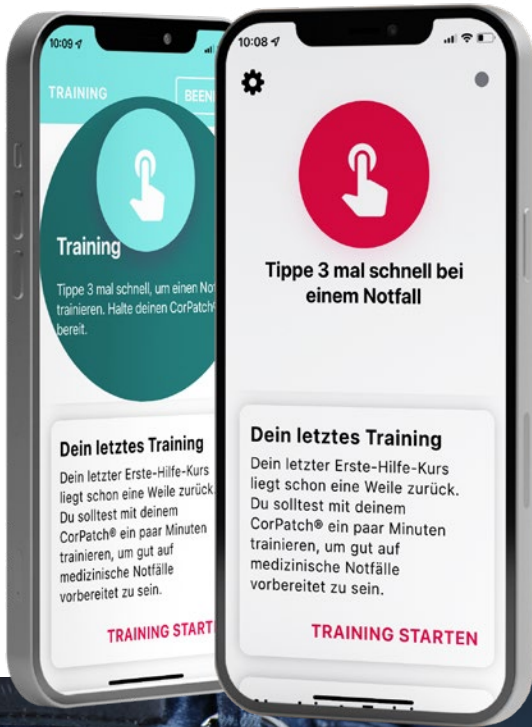 10:09
TRAINING
Training
Tippe 3 mal schnell, um einen
trainieren. Halte deinen
bereit.
Dein letztes Training
Dein letzter Erste-Hilfe-Kurs
liegt schon eine Weile zurück.
Du solltest mit deinem
CorPatch® ein paar Minuten
trainieren, um gut auf
medizinische Notfälle
vorbereitet zu sein.
TRAINING
10:08
Tippe 3 mal schnell bei
einem Notfall
Dein letztes Training
Dein letzter Erste-Hilfe-Kurs
liegt schon eine Weile zurück.
Du solltest mit deinem
CorPatch® ein paar Minuten
trainieren, um gut auf
medizinische Notfälle
vorbereitet zu sein.
TRAINING STARTEN